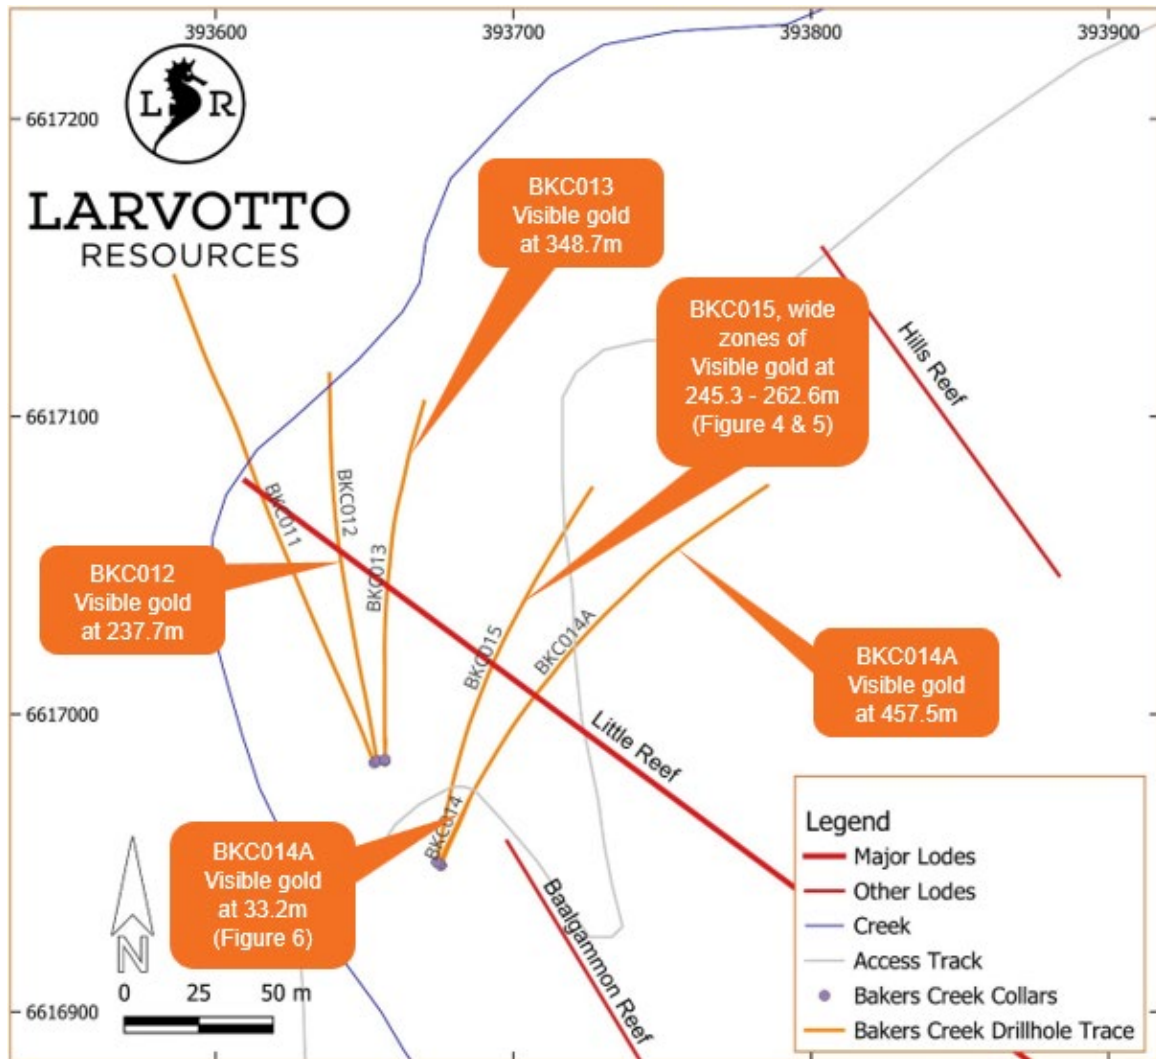 393600
393700
393800
393900
6617200
6617100
6617000
6616900
L R
LARVOTTO
RESOURCES
BKC013
Visible gold
at 348.7m
BKC015, wide
zones of
Visible gold at
245.3 - 262.6m
(Figure 4 & 5)
Hills Reef
BKC011
BKC012
BKC013
BKC012
Visible gold
at 237.7m
BKC015
BKC014A
BKC014A
Visible gold
at 457.5m
Little Reef
BKC014
BKC014A
Visible gold
at 33.2m
(Figure 6)
Baalgammon Reef
N
0 25 50 m
Legend
Major Lodes
Other Lodes
Creek
Access Track
Bakers Creek Collars
Bakers Creek Drillhole Trace